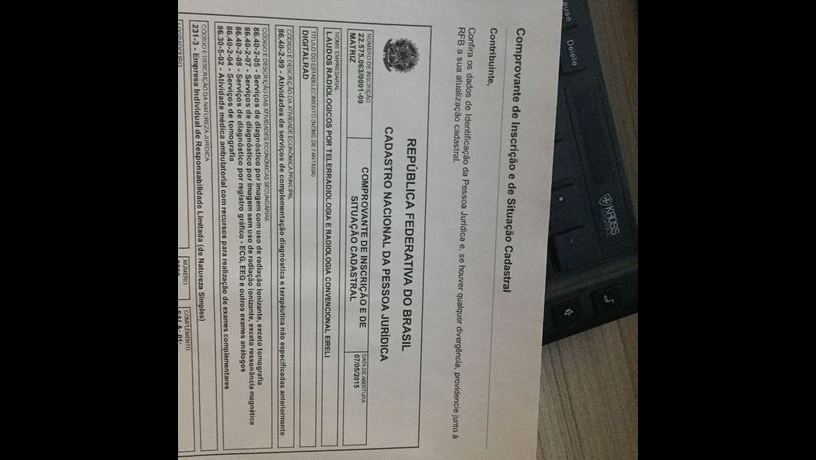 Comprovante de Inscrição e de Situação Cadastral
Contribuinte,
Confira os dados de Identificação da Pessoa Jurídica e, se houver qualquer divergência, providencie junto à
RFB a sua atualização cadastral.
REPÚBLICA FEDERATIVA DO BRASIL
CADASTRO NACIONAL DA PESSOA JURÍDICA
NÚMERO DE INSCRIÇÃO
22.575.063/0001-09
MATRIZ
COMPROVANTE DE INSCRIÇÃO E DE
SITUAÇÃO CADASTRAL
DATA DE ABERTURA
07/05/2015
NOME EMPRESARIAL
LAUDOS RADIOLOGICOS POR TELERRADIOLOGIA E RADIOLOGIA CONVENCIONAL EIRELI
TÍTULO DO ESTABELECIMENTO (NOME DE FANTASIA)
DIGITALRAD
CÓDIGO E DESCRIÇÃO DA ATIVIDADE ECONÔMICA PRINCIPAL
86.40-2-99 - Atividades de serviços de complementação diagnóstica e terapêutica não especificadas anteriormente
CÓDIGO E DESCRIÇÃO DAS ATIVIDADES ECONÔMICAS SECUNDÁRIAS
86.40-2-05 - Serviços de diagnóstico por imagem com uso de radiação ionizante, exceto tomografia
86.40-2-07 - Serviços de diagnóstico por imagem sem uso de radiação ionizante, exceto ressonância magnética
86.40-2-08 - Serviços de diagnóstico por registro gráfico - ECG, EEG e outros exames análogos
86.40-2-04 - Serviços de tomografia
86.30-5-02 - Atividade médica ambulatorial com recursos para realização de exames complementares
CÓDIGO E DESCRIÇÃO DA NATUREZA JURÍDICA
231-3 - Empresa Individual de Responsabilidade Limitada (de Natureza Simples)
LOGRADOURO
NÚMERO
COMPLEMENTO
SALA: 01;
Delete
KROSS